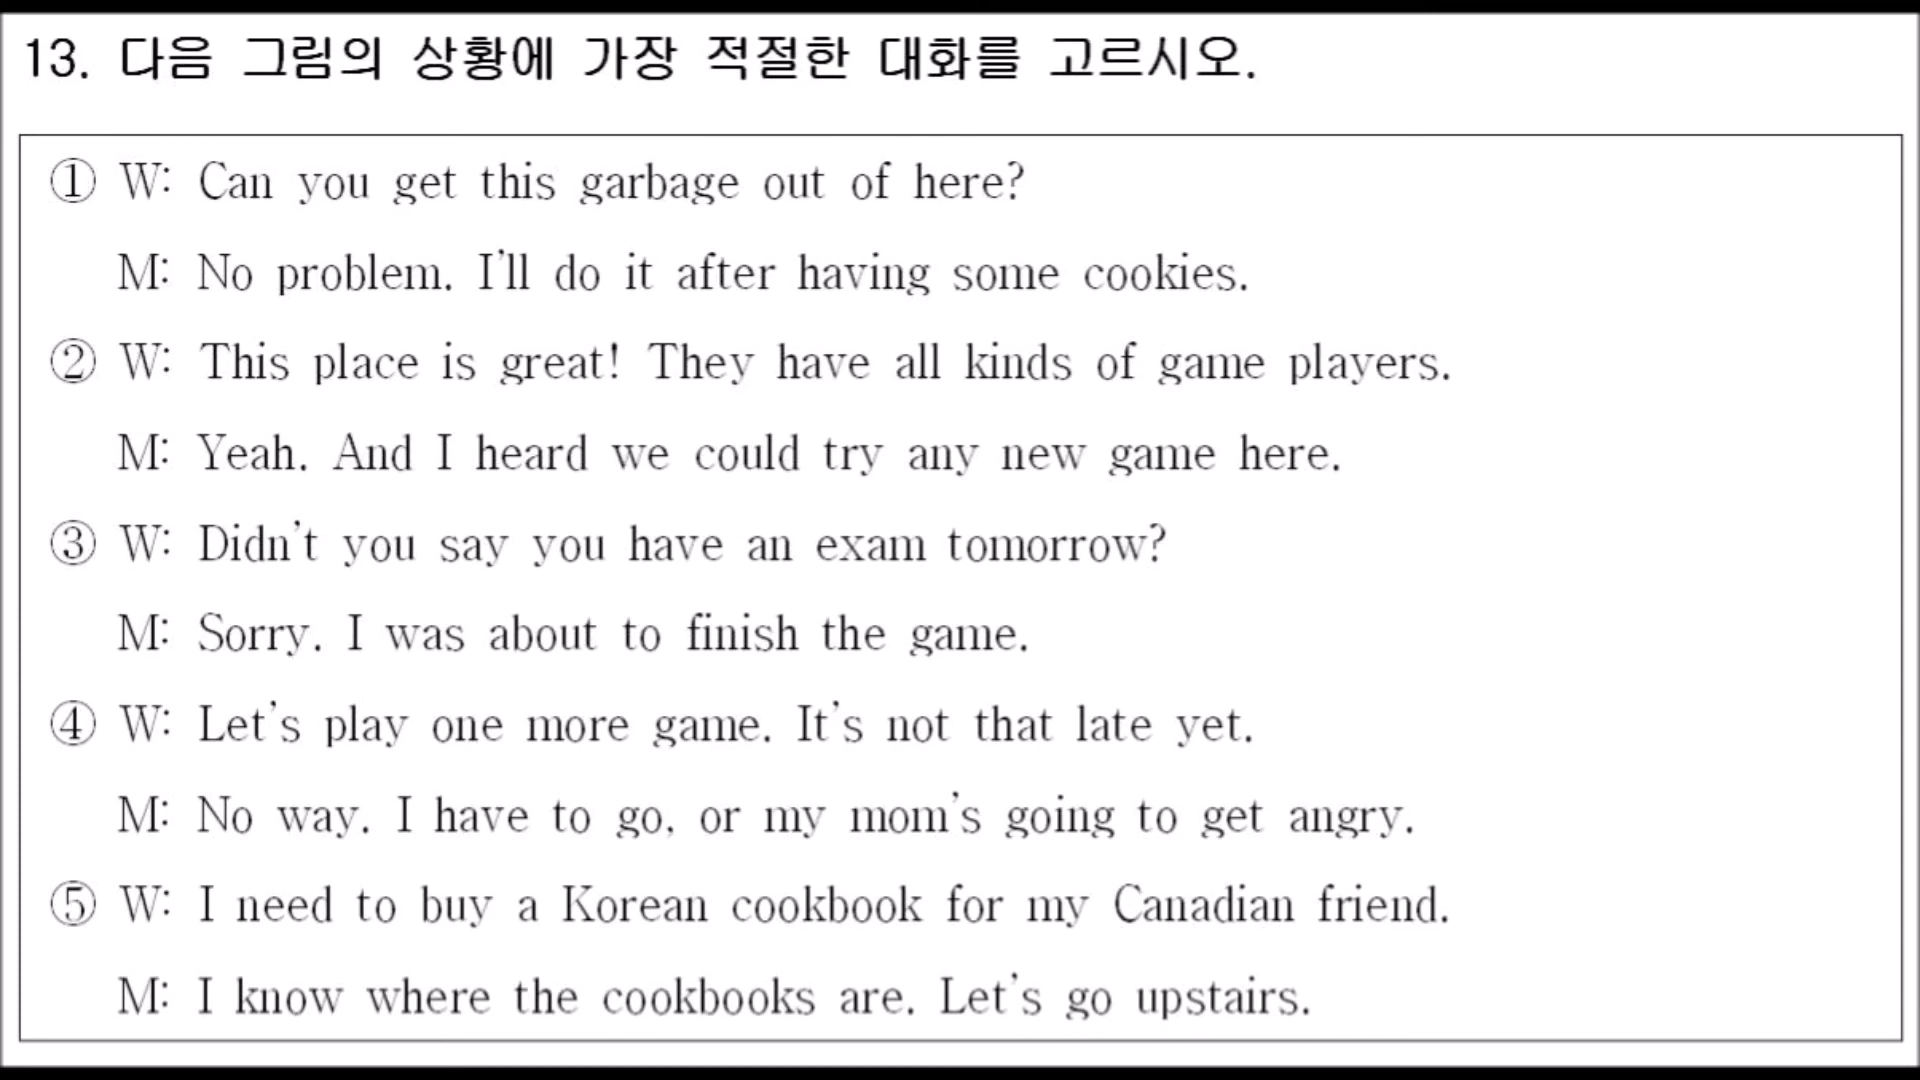 13. 다음 그림의 상황에 가장 적절한 대화를 고르시오.
① W: Can you get this garbage out of here?
M: No problem. I'll do it after having some cookies.
② W: This place is great! They have all kinds of game players.
M: Yeah. And I heard we could try any new game here.
③ W: Didn't you say you have an exam tomorrow?
M: Sorry. I was about to finish the game.
④ W: Let's play one more game. It's not that late yet.
M: No way. I have to go, or my mom's going to get angry.
⑤ W: I need to buy a Korean cookbook for my Canadian friend.
M: I know where the cookbooks are. Let's go upstairs.